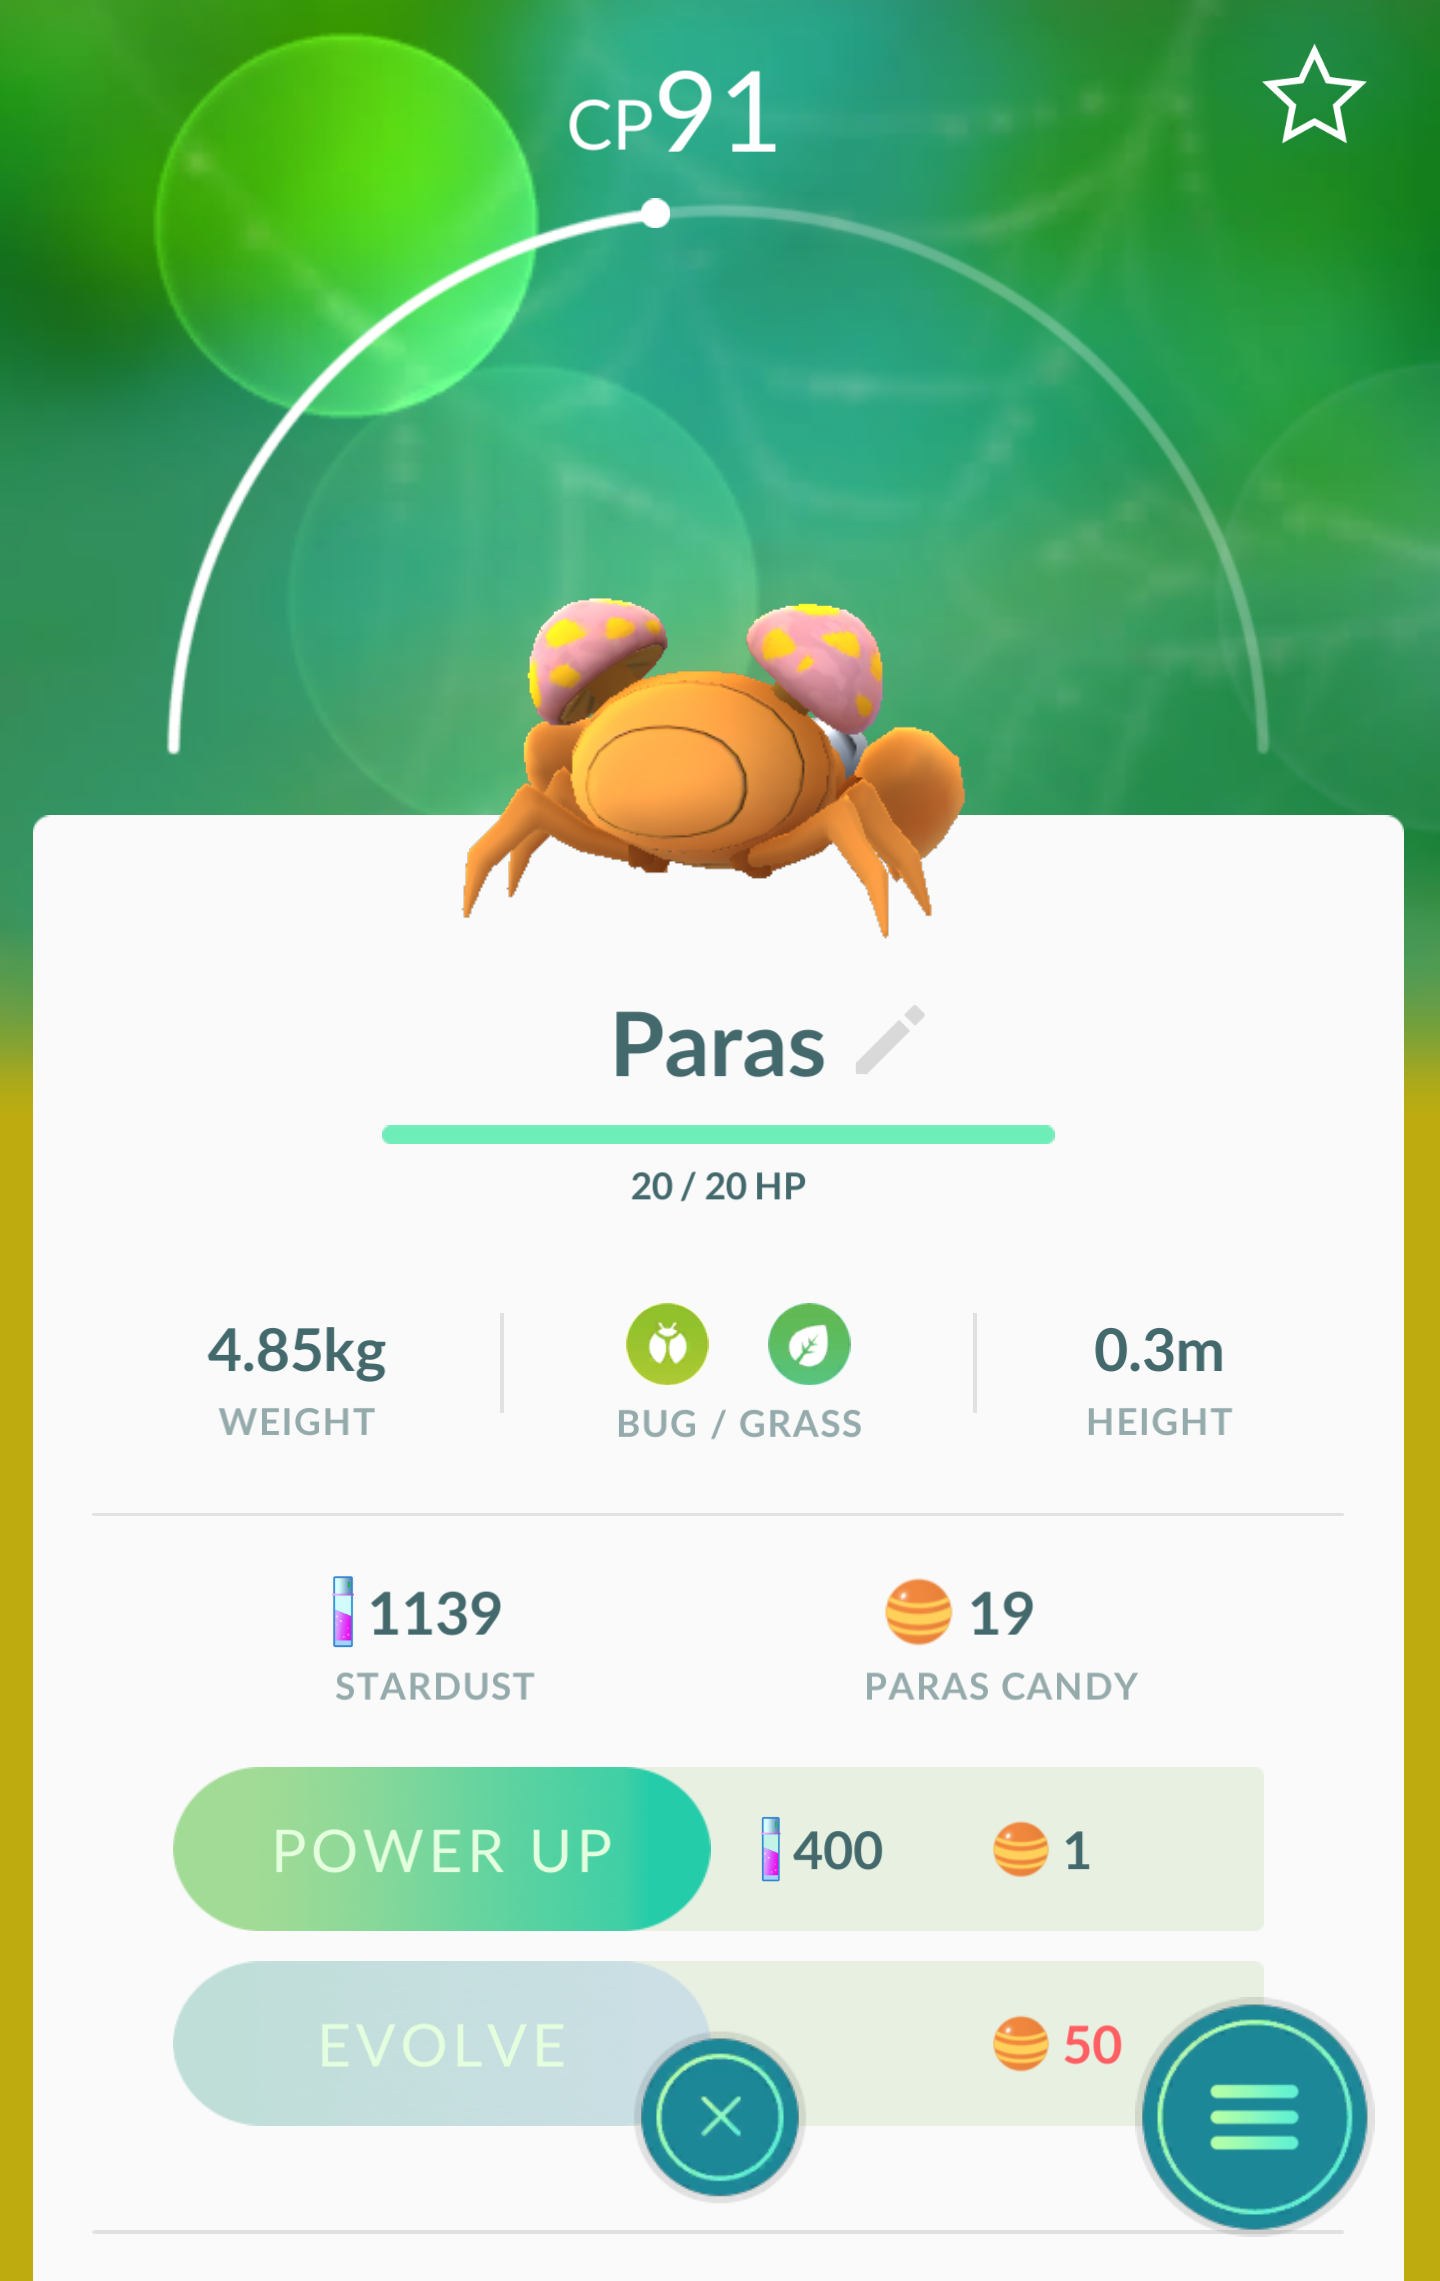 CP91
Paras
20 / 20 HP
4.85kg
WEIGHT
BUG / GRASS
0.3m
HEIGHT
1139
STARDUST
19
PARAS CANDY
POWER UP 400 1
EVOLVE 50